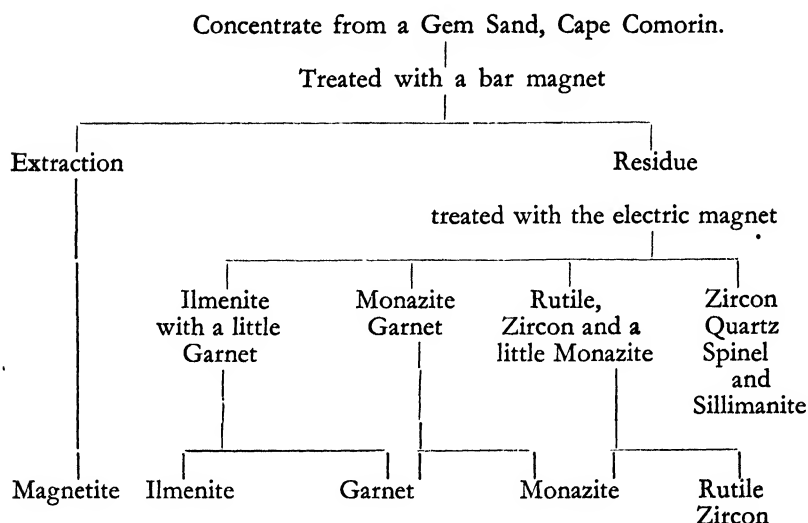 Concentrate from a Gem Sand, Cape Comorin.
Treated with a bar magnet
Extraction Residue
treated with the electric magnet
Ilmenite Monazite Rutile, Zircon
with a little Garnet Zircon and a Quartz
Garnet little Monazite Spinel
and
Sillimanite
Magnetite Ilmenite Garnet Monazite Rutile
Zircon